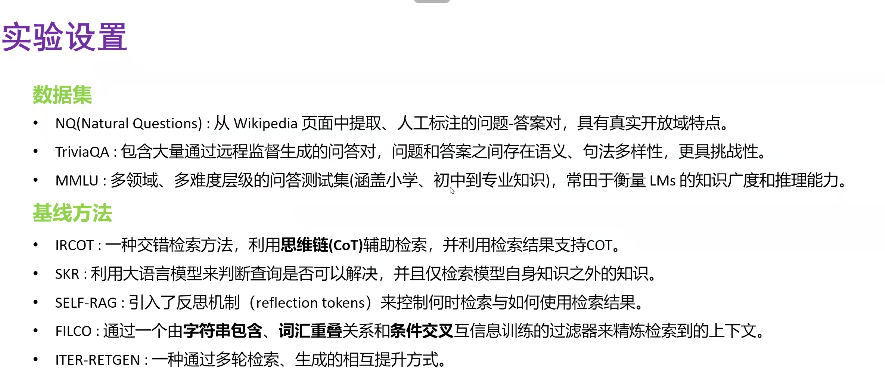 实验设置
数据集
• NQ(Natural Questions) : 从 Wikipedia 页面中提取、人工标注的问题-答案对，具有真实开放域特点。
• TriviaQA : 包含大量通过远程监督生成的问答对，问题和答案之间存在语义、句法多样性，更具挑战性。
• MMLU : 多领域、多难度层级的问答测试集(涵盖小学、初中到专业知识)，常田于衡量 LMs 的知识广度和推理能力。
基线方法
• IRCOT : 一种交错检索方法，利用思维链(CoT)辅助检索，并利用检索结果支持COT。
• SKR : 利用大语言模型来判断查询是否可以解决，并且仅检索模型自身知识之外的知识。
• SELF-RAG : 引入了反思机制（reflection tokens）来控制何时检索与如何使用检索结果。
• FILCO : 通过一个由字符串包含、词汇重叠关系和条件交叉互信息训练的过滤器来精炼检索到的上下文。
• ITER-RETGEN : 一种通过多轮检索、生成的相互提升方式。